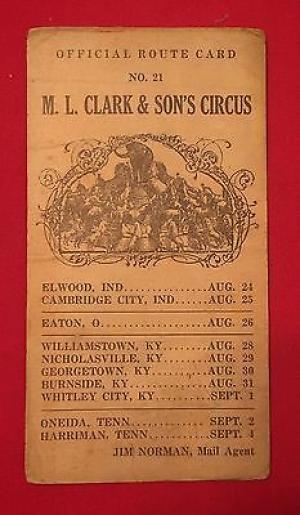 OFFICIAL ROUTE CARD
NO. 21
M. L. CLARK & SON'S CIRCUS
ELWOOD, IND...............AUG. 24
CAMBRIDGE CITY, IND......AUG. 25
EATON, O...................AUG. 26
WILLIAMSTOWN, KY........AUG. 28
NICHOLASVILLE, KY.......AUG. 29
GEORGETOWN, KY..........AUG. 30
BURNSIDE, KY..............AUG. 31
WHITLEY CITY, KY.........SEPT. 1
ONEIDA, TENN.............SEPT. 2
HARRIMAN, TENN..........SEPT. 4
JIM NORMAN, Mail Agent